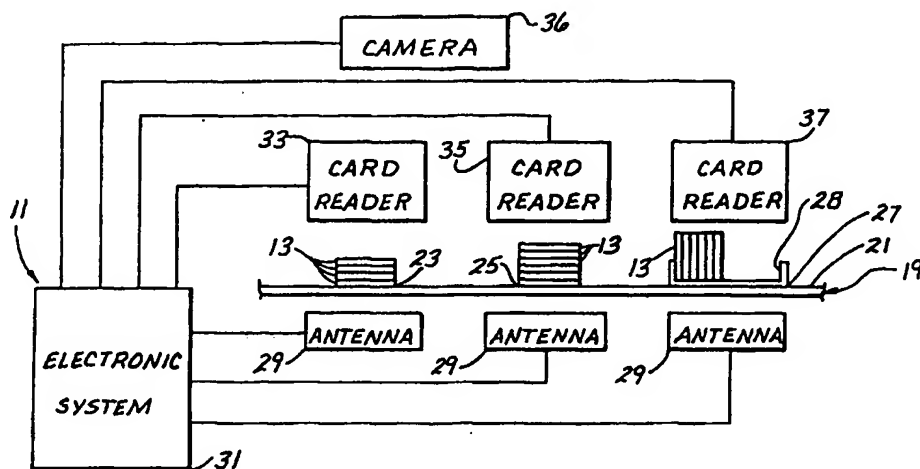 36
CAMERA
33
CARD
READER
35
CARD
READER
37
CARD
READER
11
13
23
25
13
13
28
27
21
19
ELECTRONIC
SYSTEM
31
ANTENNA
29
ANTENNA
29
ANTENNA
29